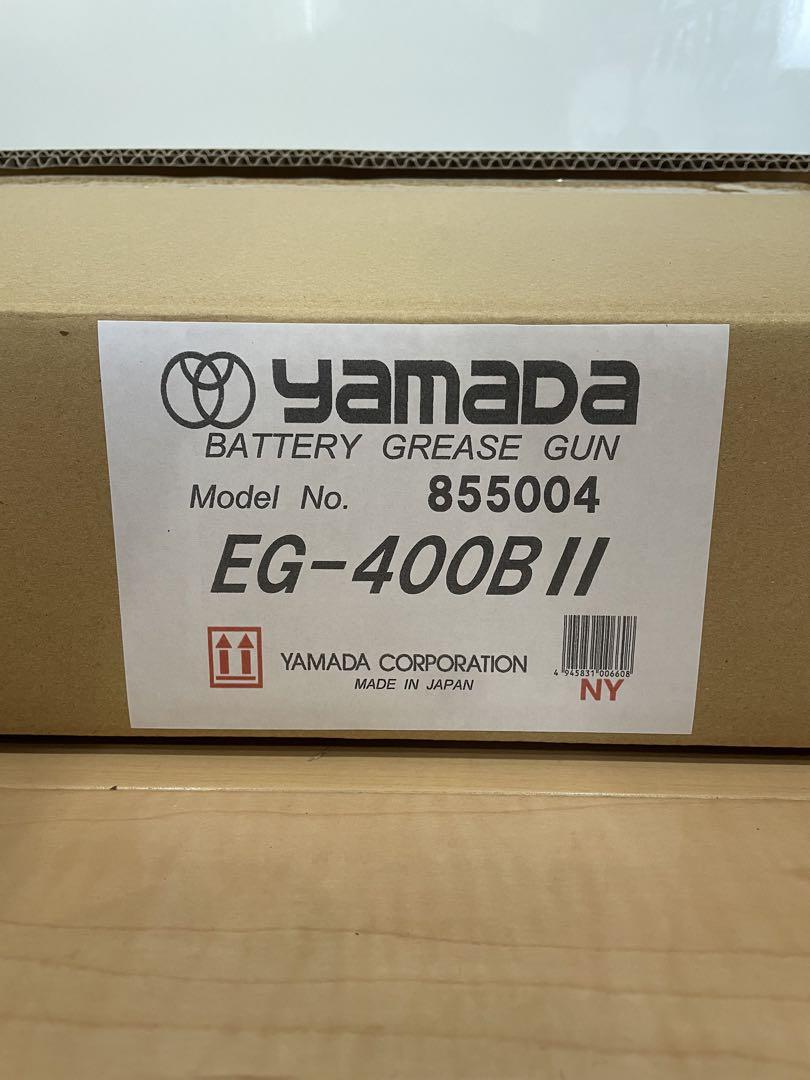 yamada
BATTERY GREASE GUN
Model No. 855004
EG-400BII
YAMADA CORPORATION
MADE IN JAPAN
4 945831 006608
NY